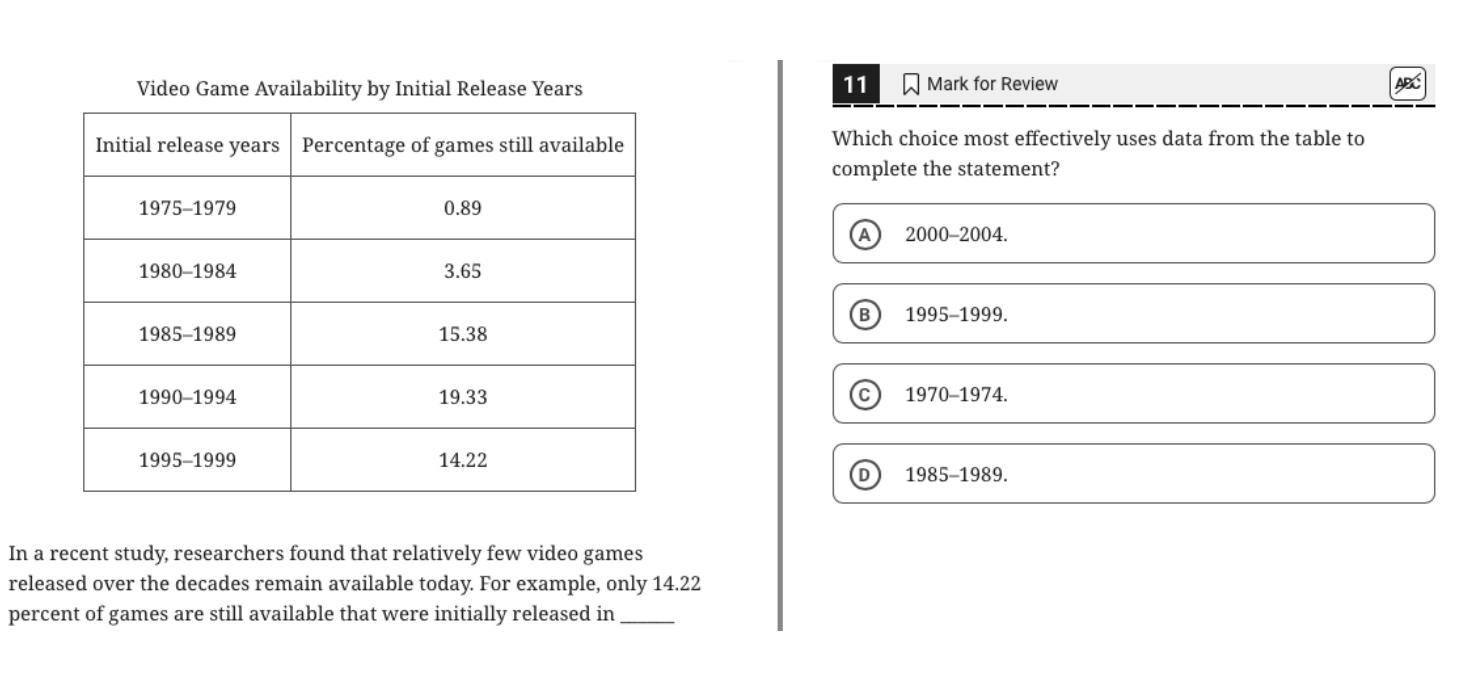 Video Game Availability by Initial Release Years
Initial release years Percentage of games still available
1975–1979 0.89
1980–1984 3.65
1985–1989 15.38
1990–1994 19.33
1995–1999 14.22
In a recent study, researchers found that relatively few video games
released over the decades remain available today. For example, only 14.22
percent of games are still available that were initially released in ______
11 Mark for Review ABC
Which choice most effectively uses data from the table to
complete the statement?
A 2000–2004.
B 1995–1999.
C 1970–1974.
D 1985–1989.